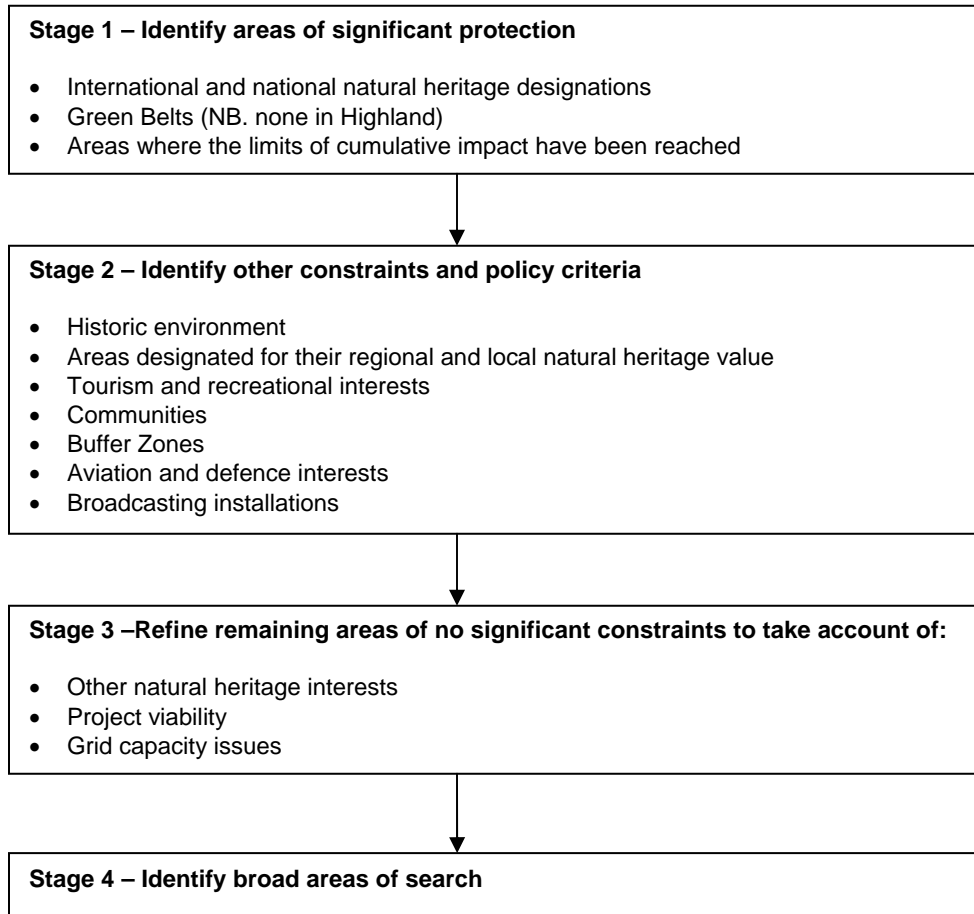 Stage 1 – Identify areas of significant protection
• International and national natural heritage designations
• Green Belts (NB. none in Highland)
• Areas where the limits of cumulative impact have been reached
Stage 2 – Identify other constraints and policy criteria
• Historic environment
• Areas designated for their regional and local natural heritage value
• Tourism and recreational interests
• Communities
• Buffer Zones
• Aviation and defence interests
• Broadcasting installations
Stage 3 –Refine remaining areas of no significant constraints to take account of:
• Other natural heritage interests
• Project viability
• Grid capacity issues
Stage 4 – Identify broad areas of search